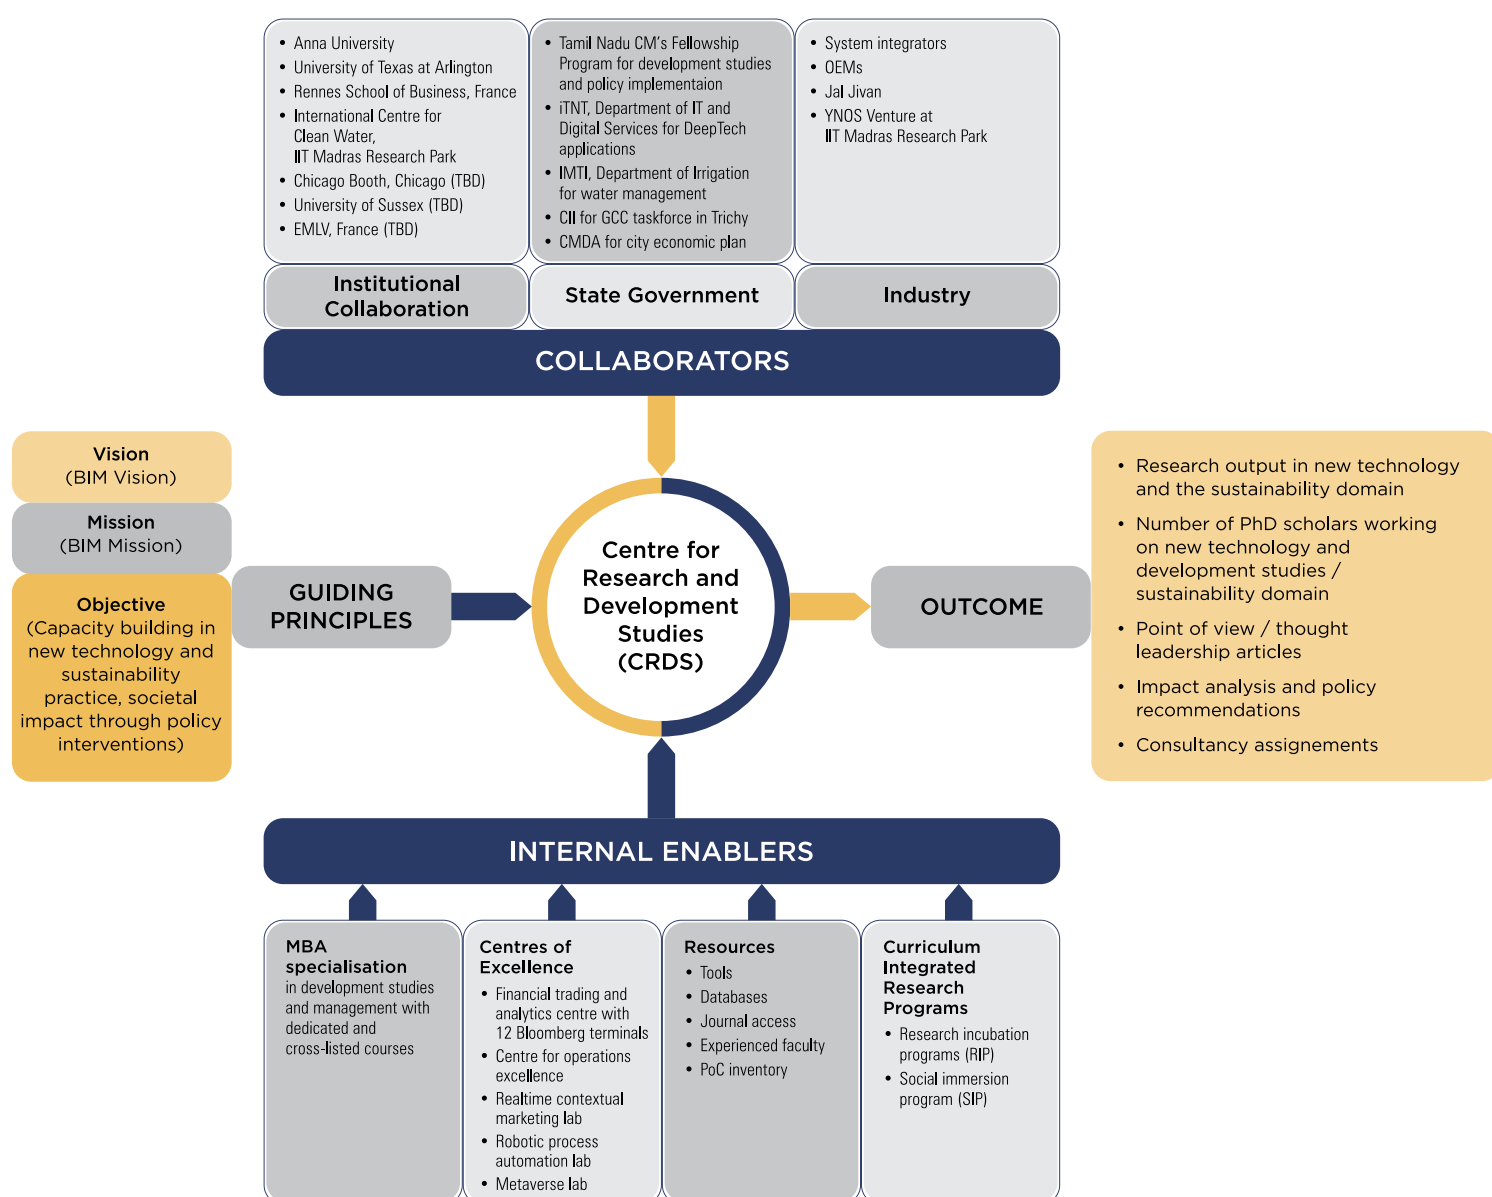 • Anna University
• University of Texas at Arlington
• Rennes School of Business, France
• International Centre for
Clean Water,
IIT Madras Research Park
• Chicago Booth, Chicago (TBD)
• University of Sussex (TBD)
• EMLV, France (TBD)
Institutional
Collaboration
• Tamil Nadu CM's Fellowship
Program for development studies
and policy implementaion
• iTNT, Department of IT and
Digital Services for DeepTech
applications
• IMTI, Department of Irrigation
for water management
• CII for GCC taskforce in Trichy
• CMDA for city economic plan
State Government
• System integrators
• OEMs
• Jal Jivan
• YNOS Venture at
IIT Madras Research Park
Industry
COLLABORATORS
Vision
(BIM Vision)
Mission
(BIM Mission)
Objective
(Capacity building in
new technology and
sustainability
practice, societal
impact through policy
interventions)
GUIDING
PRINCIPLES
Centre for
Research and
Development
Studies
(CRDS)
OUTCOME
• Research output in new technology
and the sustainability domain
• Number of PhD scholars working
on new technology and
development studies /
sustainability domain
• Point of view / thought
leadership articles
• Impact analysis and policy
recommendations
• Consultancy assignements
INTERNAL ENABLERS
MBA
specialisation
in development studies
and management with
dedicated and
cross-listed courses
Centres of
Excellence
• Financial trading and
analytics centre with
12 Bloomberg terminals
• Centre for operations
excellence
• Realtime contextual
marketing lab
• Robotic process
automation lab
• Metaverse lab
Resources
• Tools
• Databases
• Journal access
• Experienced faculty
• PoC inventory
Curriculum
Integrated
Research
Programs
• Research incubation
programs (RIP)
• Social immersion
program (SIP)